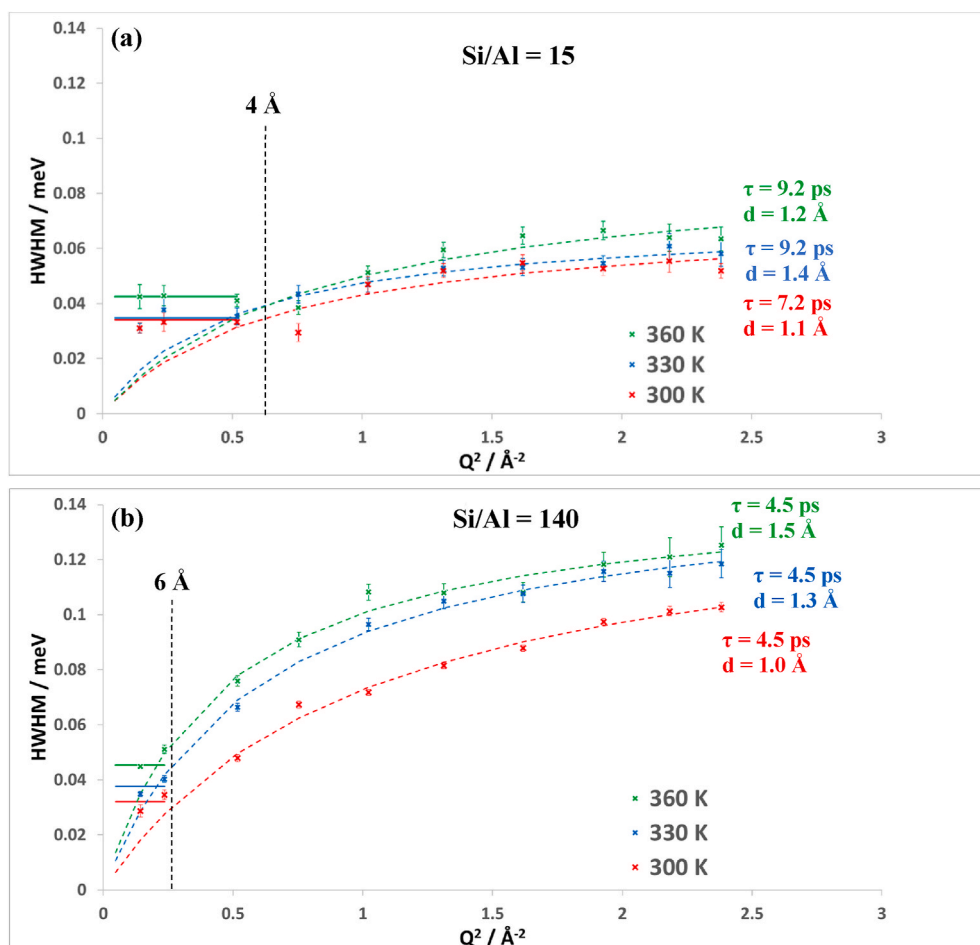 (a)
Si/Al = 15
4 Å
0.14
0.12
0.1
0.08
0.06
0.04
0.02
0
HWHM / meV
τ = 9.2 ps
d = 1.2 Å
τ = 9.2 ps
d = 1.4 Å
τ = 7.2 ps
d = 1.1 Å
360 K
330 K
300 K
0 0.5 1 1.5 2 2.5 3
Q² / Å⁻²
(b)
Si/Al = 140
6 Å
0.14
0.12
0.1
0.08
0.06
0.04
0.02
0
HWHM / meV
τ = 4.5 ps
d = 1.5 Å
τ = 4.5 ps
d = 1.3 Å
τ = 4.5 ps
d = 1.0 Å
360 K
330 K
300 K
0 0.5 1 1.5 2 2.5 3
Q² / Å⁻²